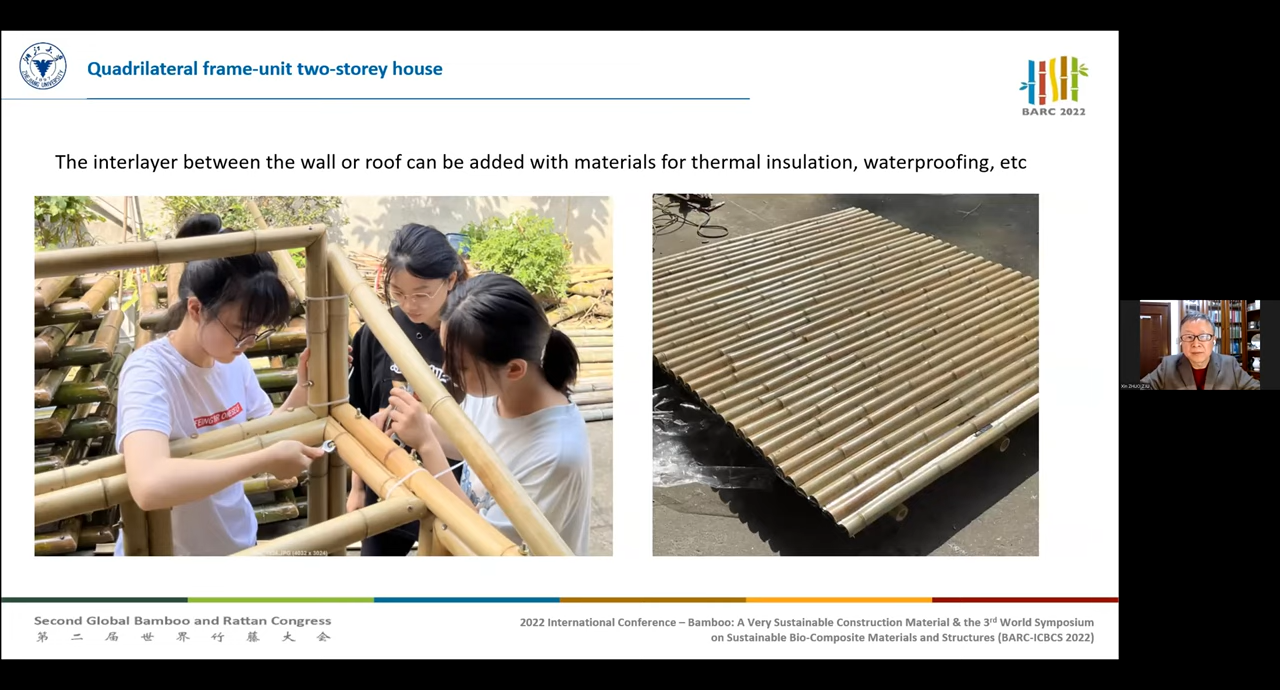 Quadrilateral frame-unit two-storey house
BARC 2022
The interlayer between the wall or roof can be added with materials for thermal insulation, waterproofing, etc
Second Global Bamboo and Rattan Congress
第二届世界竹藤大会
2022 International Conference – Bamboo: A Very Sustainable Construction Material & the 3rd World Symposium
on Sustainable Bio-Composite Materials and Structures (BARC-ICBCS 2022)